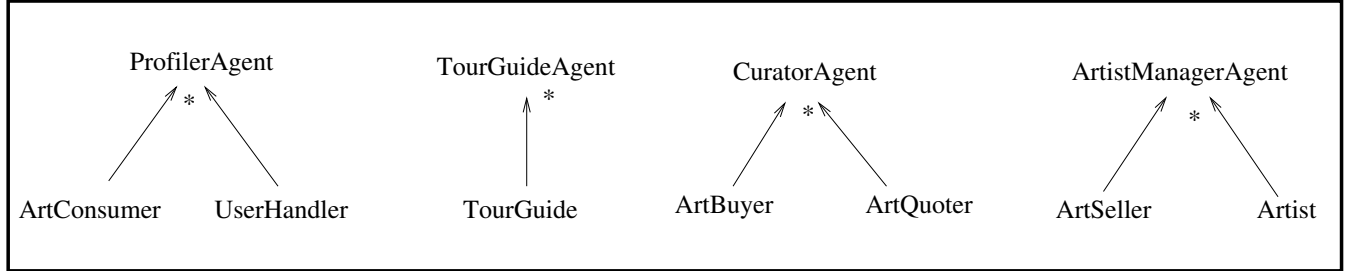 ProfilerAgent TourGuideAgent CuratorAgent ArtistManagerAgent
* * * *
ArtConsumer UserHandler TourGuide ArtBuyer ArtQuoter ArtSeller Artist